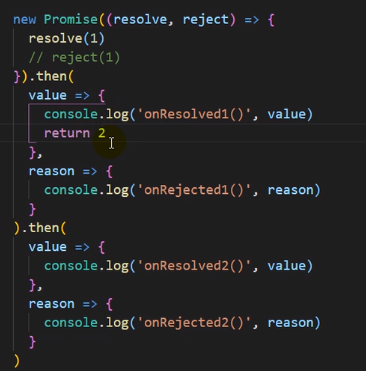 new Promise((resolve, reject) => {
  resolve(1)
  // reject(1)
}).then(
  value => {
    console.log('onResolved1()', value)
    return 2
  },
  reason => {
    console.log('onRejected1()', reason)
  }
).then(
  value => {
    console.log('onResolved2()', value)
  },
  reason => {
    console.log('onRejected2()', reason)
  }
)